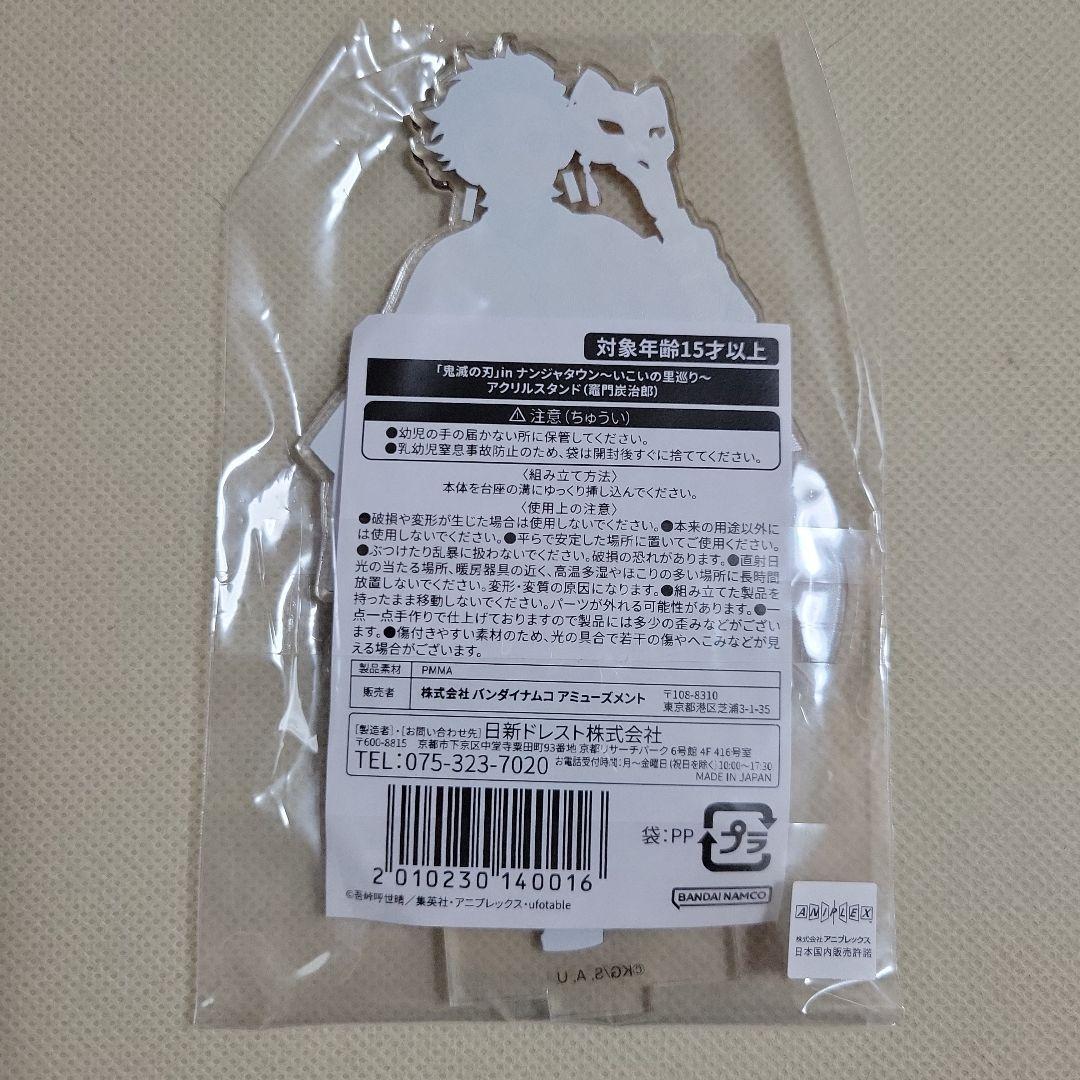 対象年齢15才以上
「鬼滅の刃」in ナンジャタウン～いこいの里巡り～
アクリルスタンド（竈門炭治郎）
⚠ 注意（ちゅうい）
●幼児の手の届かない所に保管してください。
●乳幼児窒息事故防止のため、袋は開封後すぐに捨ててください。
〈組み立て方法〉
本体を台座の溝にゆっくり挿し込んでください。
〈使用上の注意〉
●破損や変形が生じた場合は使用しないでください。●本来の用途以外に
は使用しないでください。●平らで安定した場所に置いてご使用ください。
●ぶつけたり乱暴に扱わないでください。破損の恐れがあります。●直射日
光の当たる場所、暖房器具の近く、高温多湿やほこりの多い場所に長時間
放置しないでください。変形・変質の原因になります。●組み立てた製品を
持ったまま移動しないでください。パーツが外れる可能性があります。●一
点一点手作りで仕上げておりますので製品には多少の歪みなどがござい
ます。●傷付きやすい素材のため、光の具合で若干の傷やへこみなどが見
える場合がございます。
製品素材 PMMA
販売者 株式会社 バンダイナムコ アミューズメント 〒108-8310
東京都港区芝浦3-1-35
[製造者]・[お問い合わせ先] 日新ドレスト株式会社
〒600-8815 京都市下京区中堂寺粟田町93番地 京都リサーチパーク 6号館 4F 416号室
TEL：075-323-7020 お電話受付時間：月～金曜日（祝日を除く）10:00～17:30
MADE IN JAPAN
袋：PP プラ
2 010230 140016
©吾峠呼世晴／集英社・アニプレックス・ufotable
BANDAI NAMCO
ANIPLEX
株式会社アニプレックス
日本国内販売許諾
©KG/S, A, U